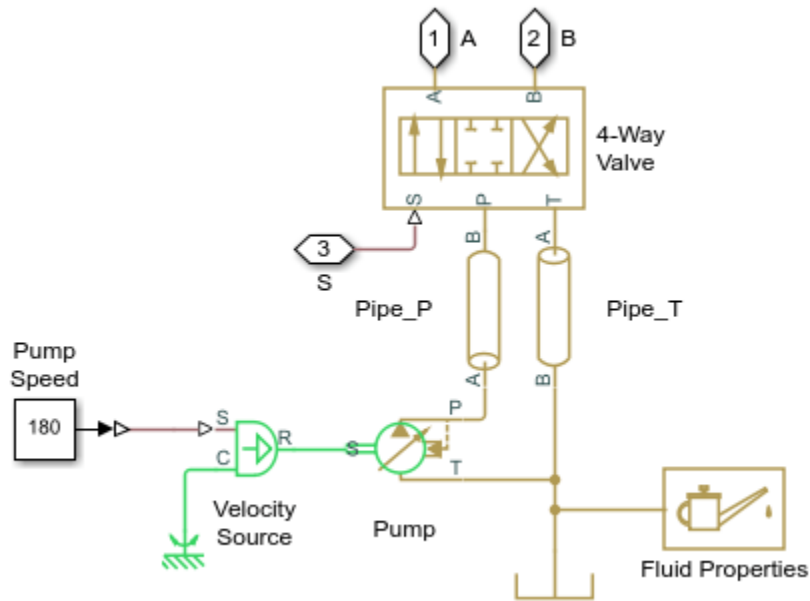 1 A
2 B
A B
4-Way
Valve
S P T
3
S
B A
Pipe_P
Pipe_T
A B
Pump
Speed
180
S
C
R
S
P
T
Velocity
Source
Pump
Fluid Properties